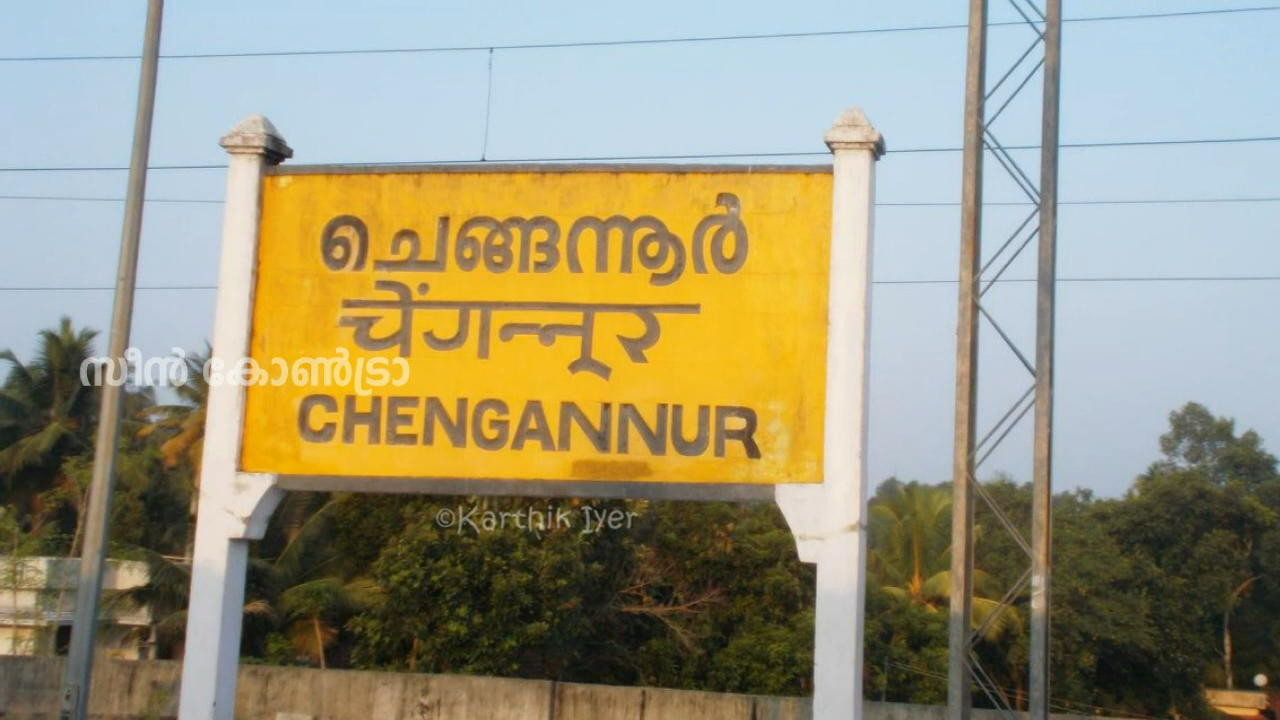 ചെങ്ങന്നൂർ
चेंगन्नूर
സീൻ കോൺട്രാ
CHENGANNUR
©Karthik Iyer